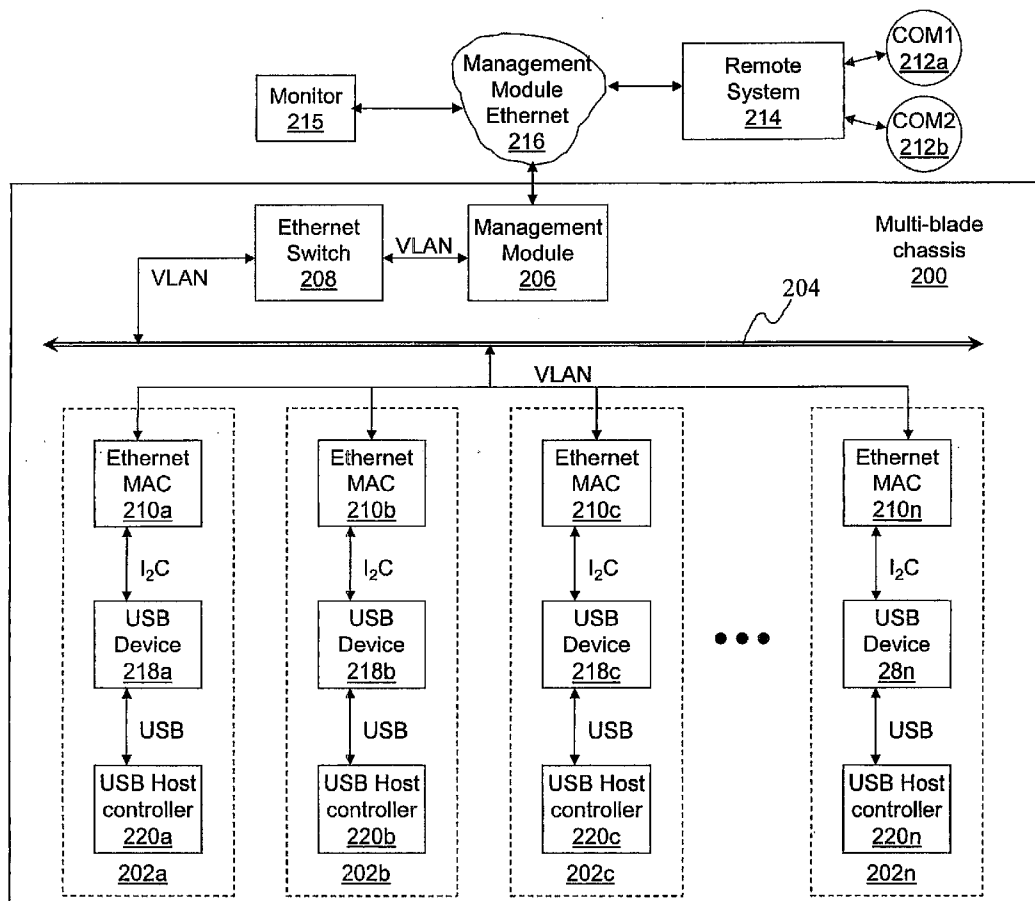 COM1
212a
Management
Module
Ethernet
216
Remote
System
214
Monitor
215
COM2
212b
Ethernet
Switch
208
VLAN
Management
Module
206
Multi-blade
chassis
200
VLAN
204
VLAN
Ethernet
MAC
210a
Ethernet
MAC
210b
Ethernet
MAC
210c
Ethernet
MAC
210n
I₂C
I₂C
I₂C
I₂C
USB
Device
218a
USB
Device
218b
USB
Device
218c
USB
Device
28n
USB
USB
USB
USB
USB Host
controller
220a
USB Host
controller
220b
USB Host
controller
220c
USB Host
controller
220n
202a
202b
202c
202n